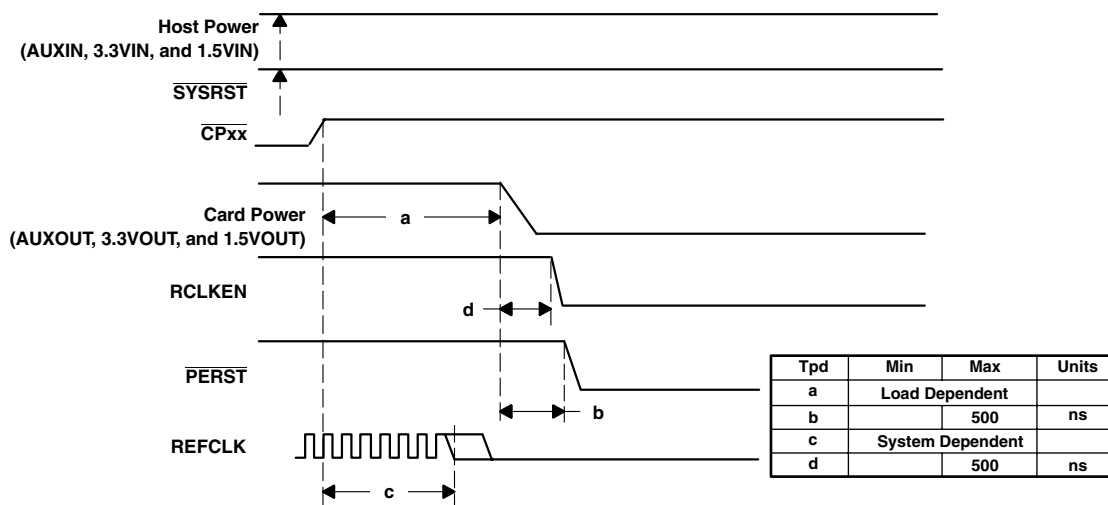 Host Power
(AUXIN, 3.3VIN, and 1.5VIN)
SYSRST
CPxx
Card Power
(AUXOUT, 3.3VOUT, and 1.5VOUT)
a
RCLKEN
d
PERST
b
REFCLK
c
Tpd Min Max Units
a Load Dependent
b 500 ns
c System Dependent
d 500 ns